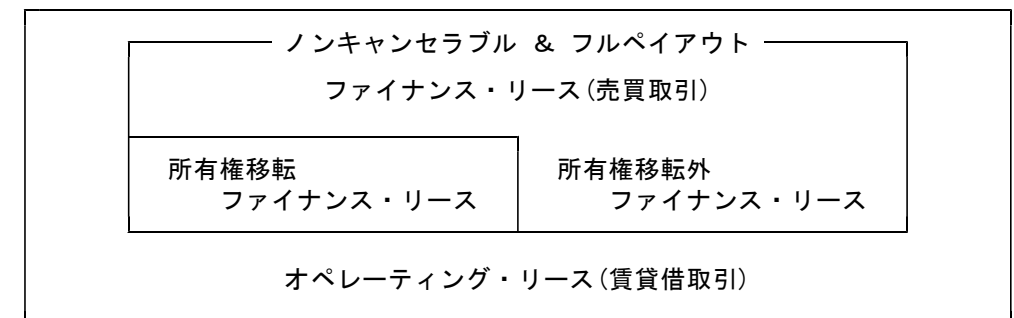 ノンキャンセラブル & フルペイアウト
ファイナンス・リース(売買取引)
所有権移転
ファイナンス・リース
所有権移転外
ファイナンス・リース
オペレーティング・リース(賃貸借取引)